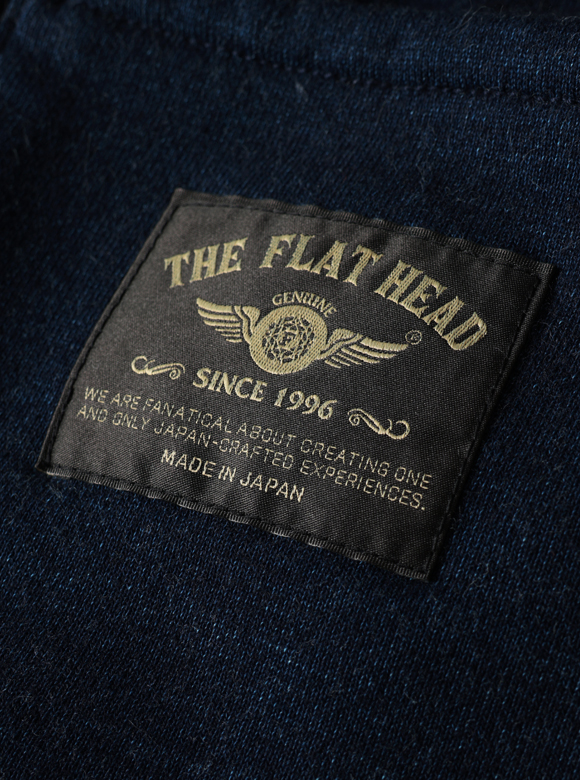 THE FLAT HEAD
GENUINE
F
®
SINCE 1996
WE ARE FANATICAL ABOUT CREATING ONE
AND ONLY JAPAN-CRAFTED EXPERIENCES.
MADE IN JAPAN